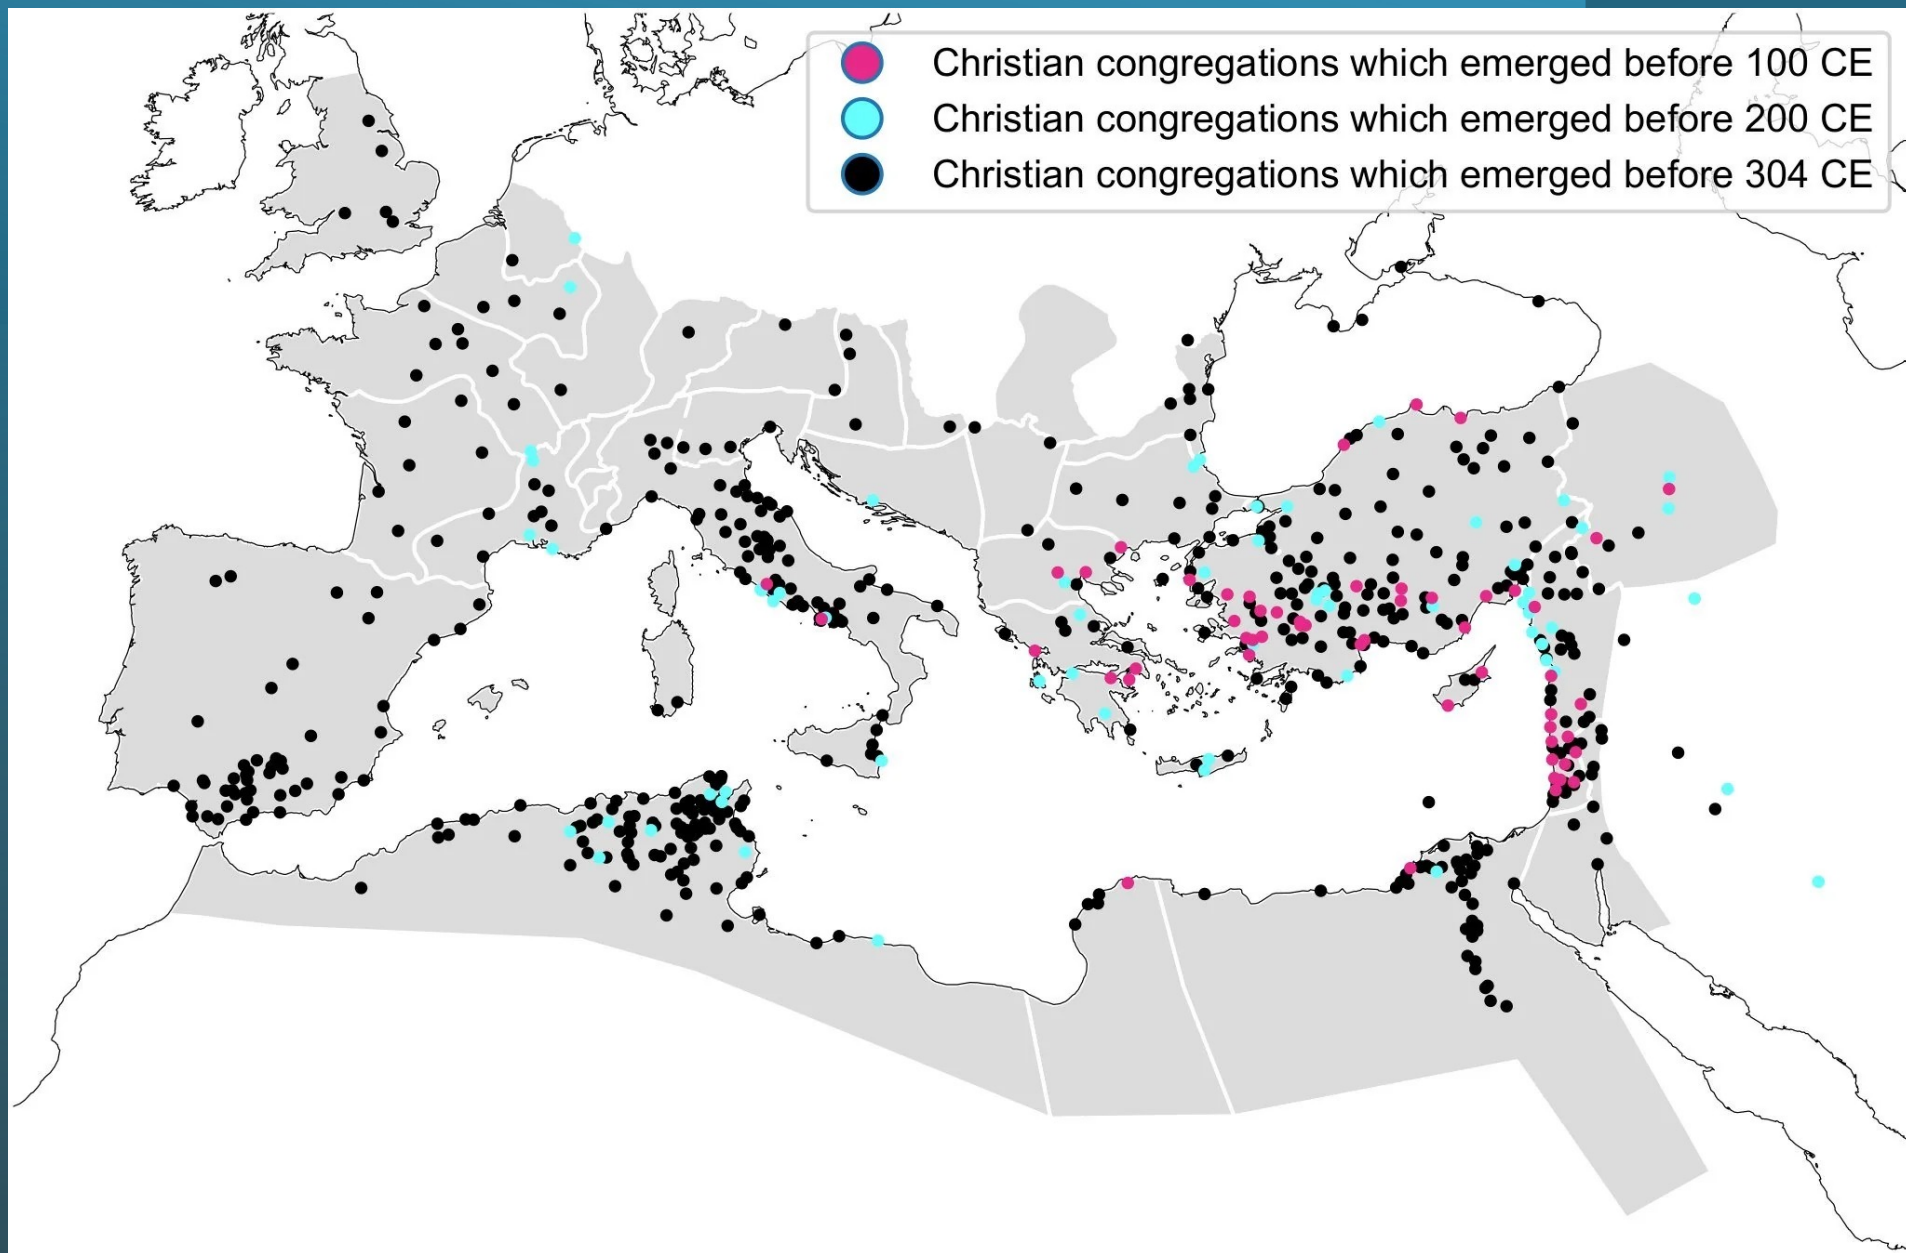 Christian congregations which emerged before 100 CE
Christian congregations which emerged before 200 CE
Christian congregations which emerged before 304 CE